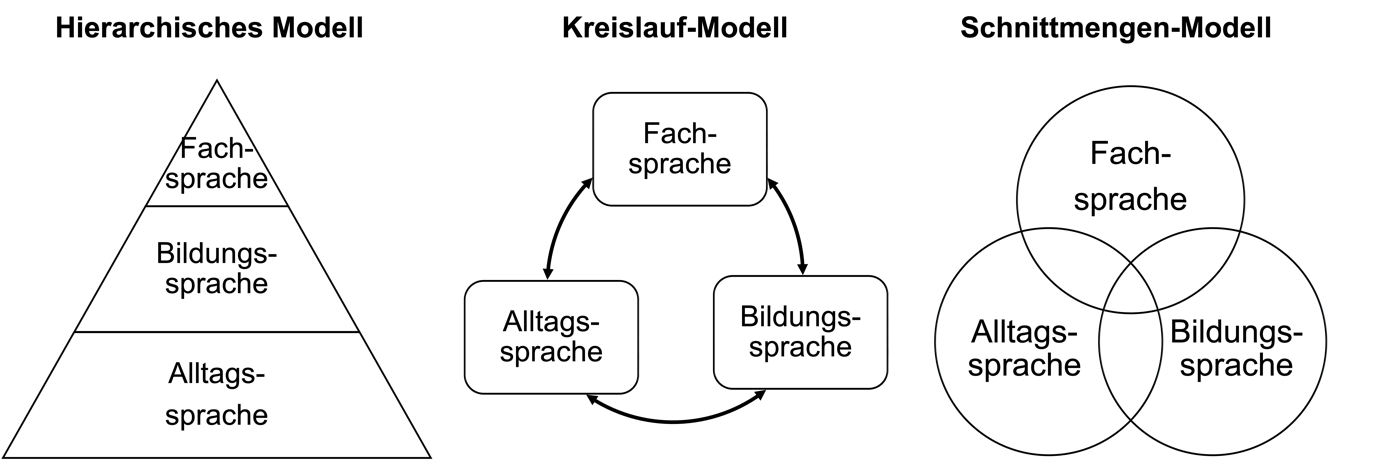 Hierarchisches Modell
Fach-
sprache
Bildungs-
sprache
Alltags-
sprache
Kreislauf-Modell
Fach-
sprache
Alltags-
sprache
Bildungs-
sprache
Schnittmengen-Modell
Fach-
sprache
Alltags-
sprache
Bildungs-
sprache